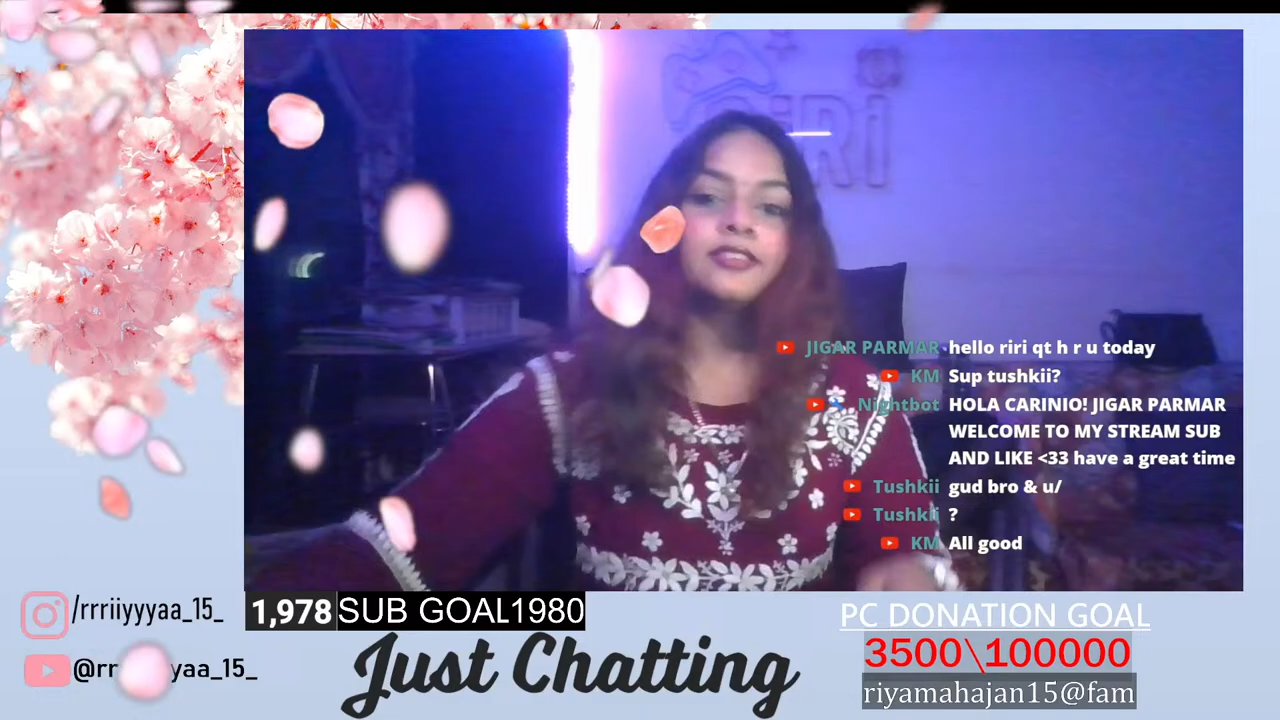 RiRi
JIGAR PARMAR hello riri qt h r u today
KM Sup tushkii?
Nightbot HOLA CARINIO! JIGAR PARMAR
WELCOME TO MY STREAM SUB
AND LIKE <33 have a great time
Tushkii gud bro & u/
Tushkii ?
KM All good
/rrriiyyyaa_15_
1,978 SUB GOAL1980
PC DONATION GOAL
3500\100000
riyamahajan15@fam
Just Chatting